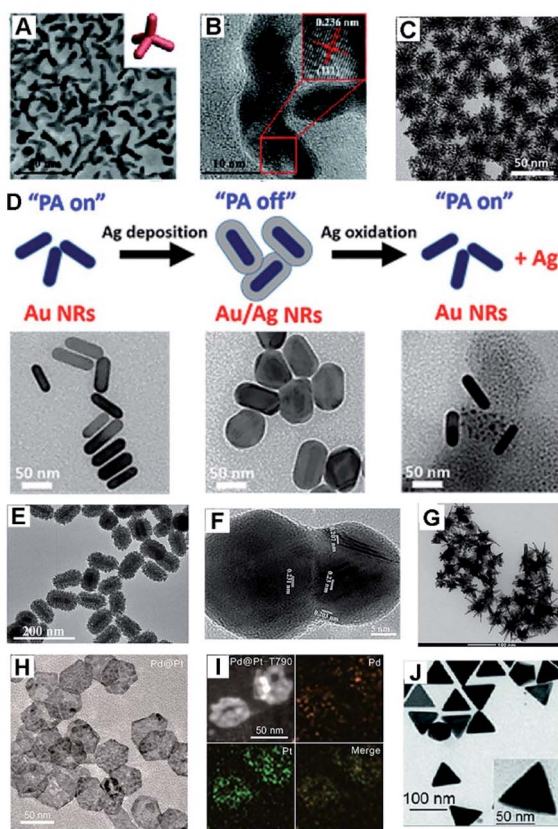 A
B
0.236 nm
(111)
10 nm
C
50 nm
D
"PA on"
"PA off"
"PA on"
Ag deposition
Ag oxidation
+ Ag
Au NRs
Au/Ag NRs
Au NRs
50 nm
50 nm
50 nm
E
200 nm
F
5 nm
G
100 nm
H
Pd@Pt
50 nm
I
Pd@Pt_T790
Pd
50 nm
Pt
Merge
J
100 nm
50 nm